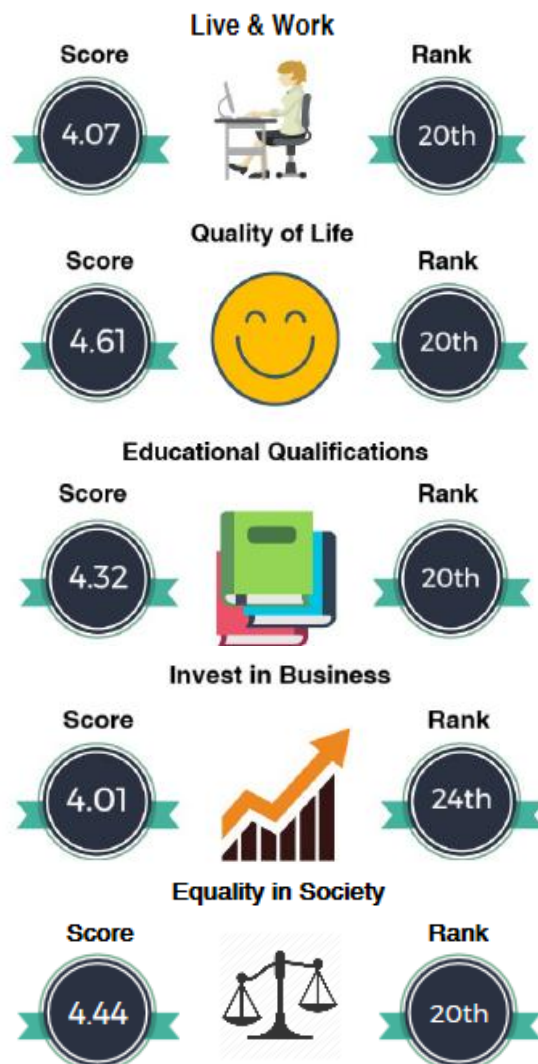 Live & Work
Score
Rank
4.07
20th
Quality of Life
Score
Rank
4.61
20th
Educational Qualifications
Score
Rank
4.32
20th
Invest in Business
Score
Rank
4.01
24th
Equality in Society
Score
Rank
4.44
20th